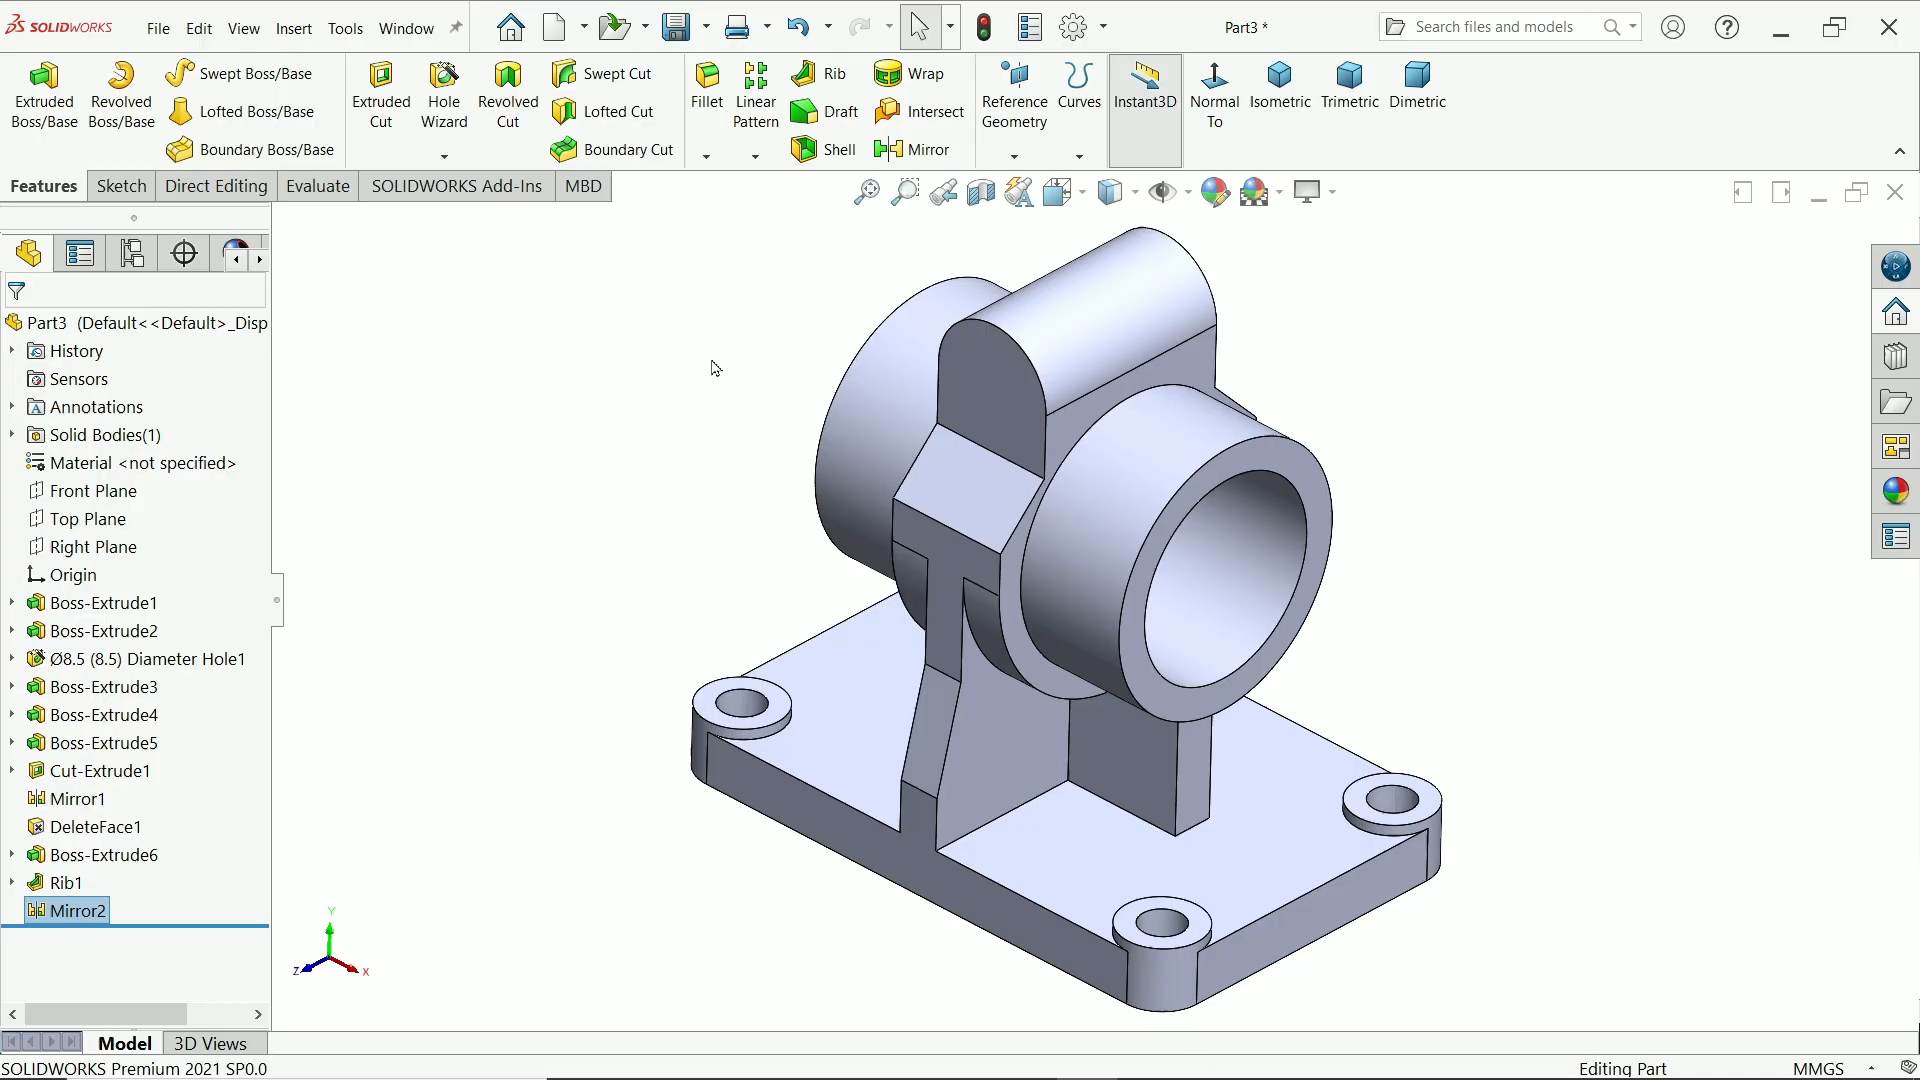 SOLIDWORKS File Edit View Insert Tools Window Part3 * Search files and models
Extruded Boss/Base
Revolved Boss/Base
Swept Boss/Base
Lofted Boss/Base
Boundary Boss/Base
Extruded Cut
Hole Wizard
Revolved Cut
Swept Cut
Lofted Cut
Boundary Cut
Fillet
Linear Pattern
Rib
Draft
Shell
Wrap
Intersect
Mirror
Reference Geometry
Curves
Instant3D
Normal To
Isometric
Trimetric
Dimetric
Features Sketch Direct Editing Evaluate SOLIDWORKS Add-Ins MBD
Part3 (Default<<Default>_Disp
History
Sensors
Annotations
Solid Bodies(1)
Material <not specified>
Front Plane
Top Plane
Right Plane
Origin
Boss-Extrude1
Boss-Extrude2
Ø8.5 (8.5) Diameter Hole1
Boss-Extrude3
Boss-Extrude4
Boss-Extrude5
Cut-Extrude1
Mirror1
DeleteFace1
Boss-Extrude6
Rib1
Mirror2
Y
Z
X
Model 3D Views
SOLIDWORKS Premium 2021 SP0.0 Editing Part MMGS